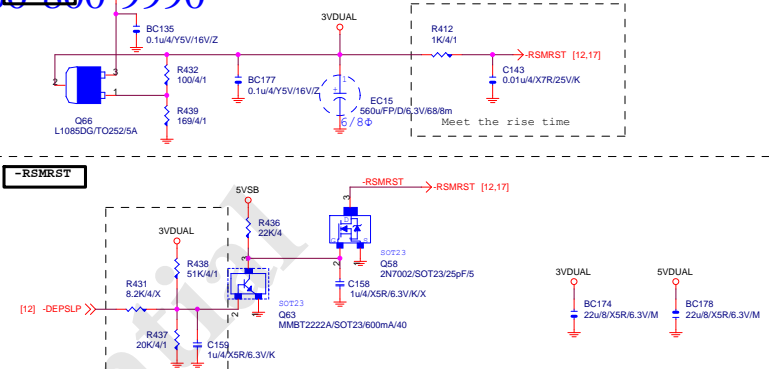 BC135
0.1u/4/Y5V/16V/Z
3VDUAL
R412
1K/4/1
-RSMRST [12,17]
2
3
1
R432
100/4/1
BC177
0.1u/4/Y5V/16V/Z
1
+
EC15
560u/FP/D/6.3V/68/8m
6/8Φ
C143
0.01u/4/X7R/25V/K
Q66
L1085DG/TO252/5A
R439
169/4/1
Meet the rise time
-RSMRST
5VSB
-RSMRST
-RSMRST [12,17]
3VDUAL
R436
22K/4
3
D
G
S
SOT23
Q58
2N7002/SOT23/25pF/5
R438
51K/4/1
R431
8.2K/4/X
[12] -DEPSLP
C158
1u/4/X5R/6.3V/K/X
SOT23
Q63
MMBT2222A/SOT23/600mA/40
2
R437
20K/4/1
C159
1u/4/X5R/6.3V/K
3VDUAL
5VDUAL
BC174
22u/8/X5R/6.3V/M
BC178
22u/8/X5R/6.3V/M